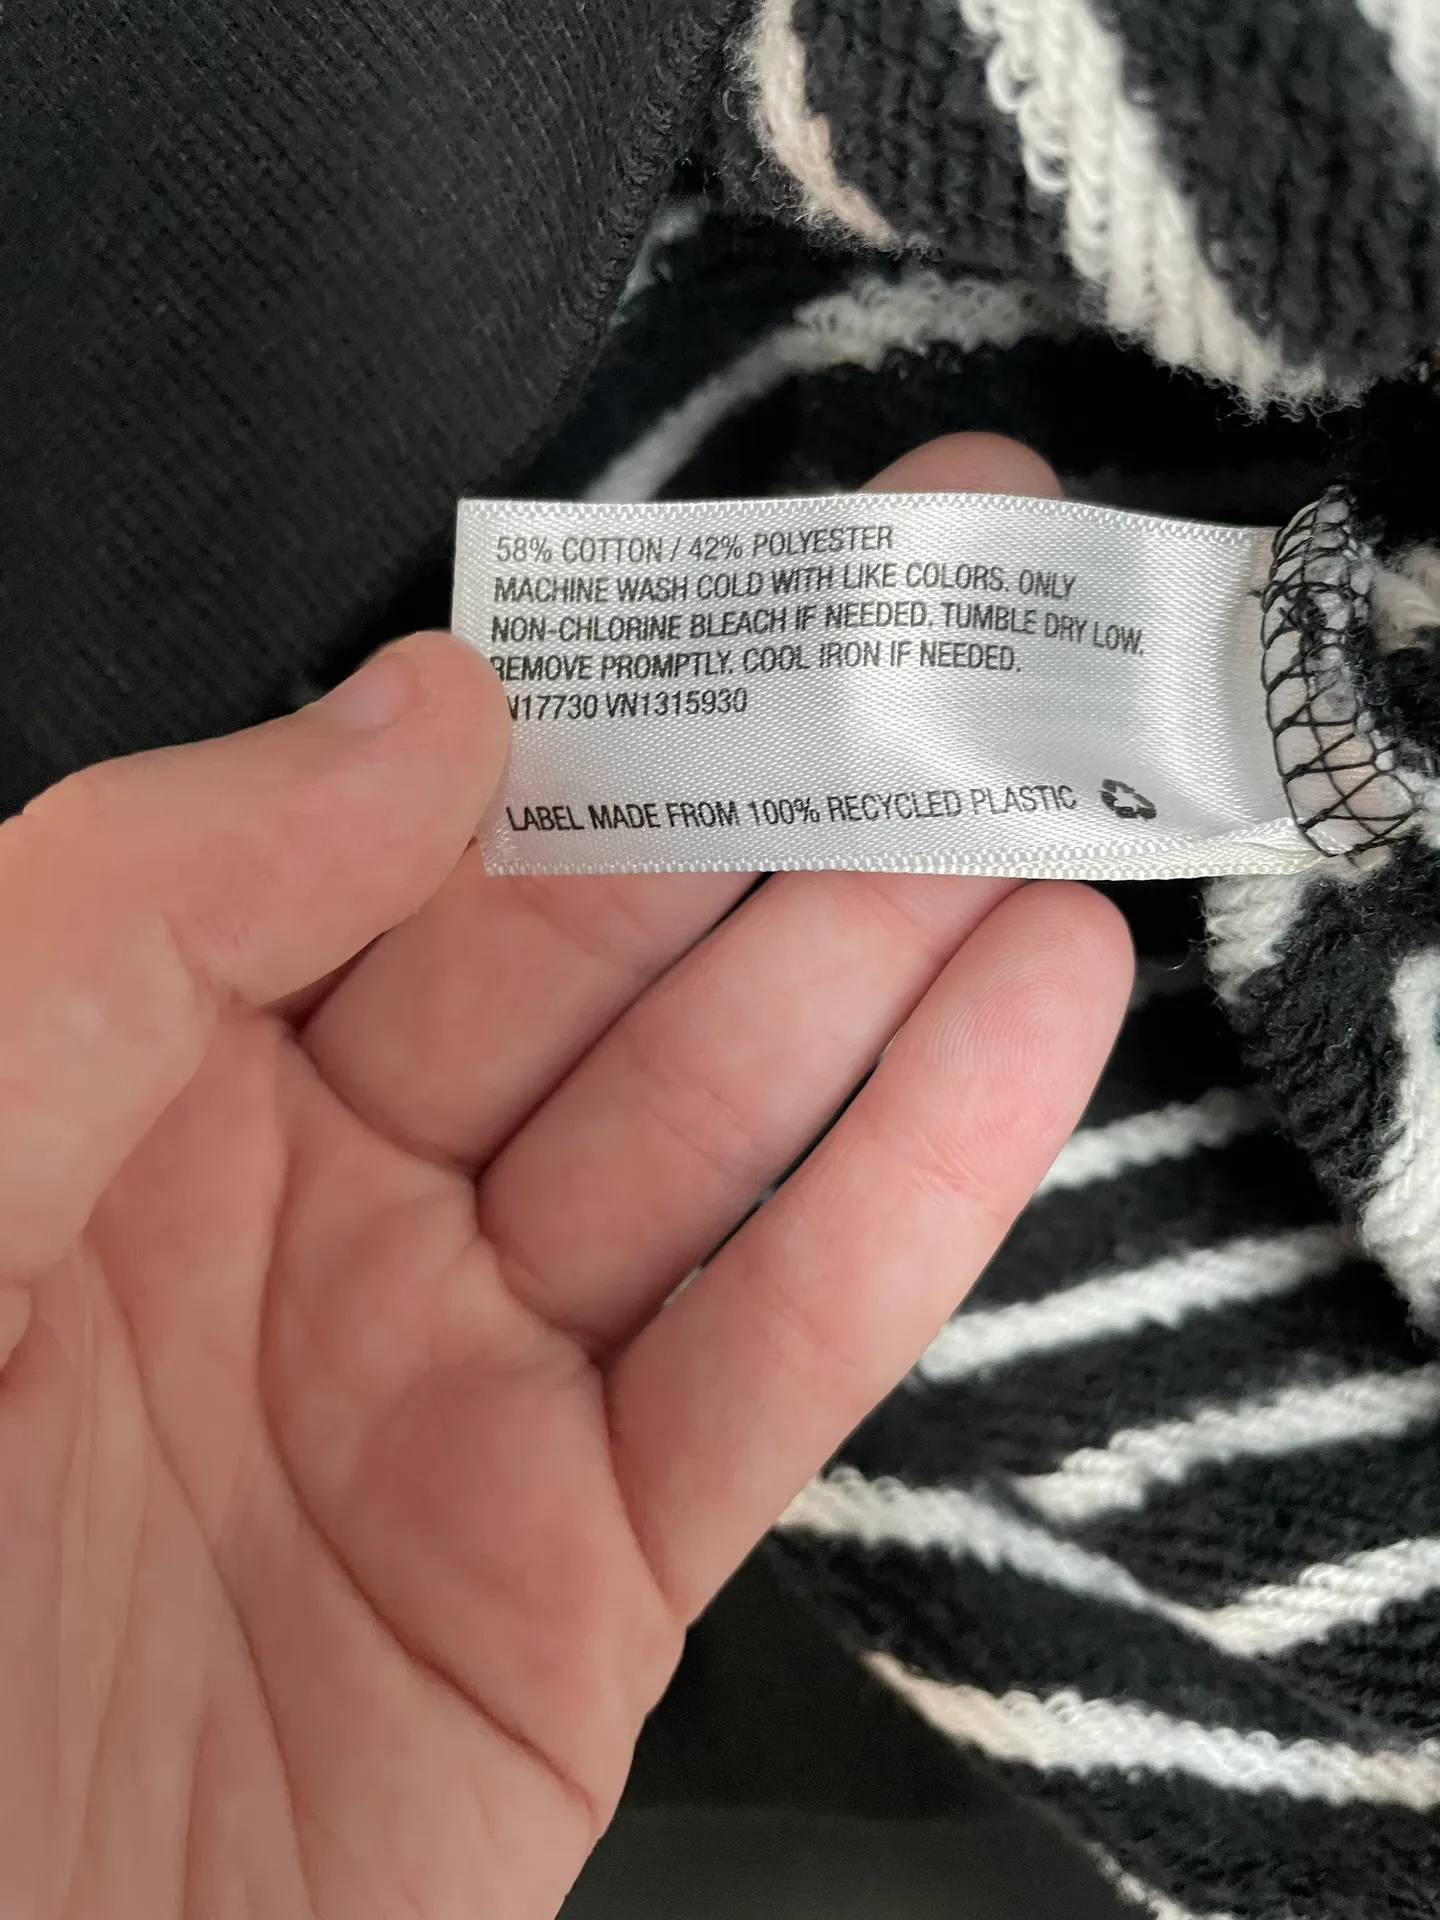 58% COTTON / 42% POLYESTER
MACHINE WASH COLD WITH LIKE COLORS. ONLY
NON-CHLORINE BLEACH IF NEEDED. TUMBLE DRY LOW.
REMOVE PROMPTLY. COOL IRON IF NEEDED.
VN1315930
LABEL MADE FROM 100% RECYCLED PLASTIC